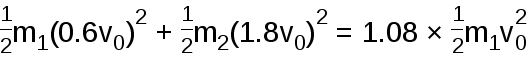 ½m₁(0.6v₀)² + ½m₂(1.8v₀)² = 1.08 × ½m₁v₀²